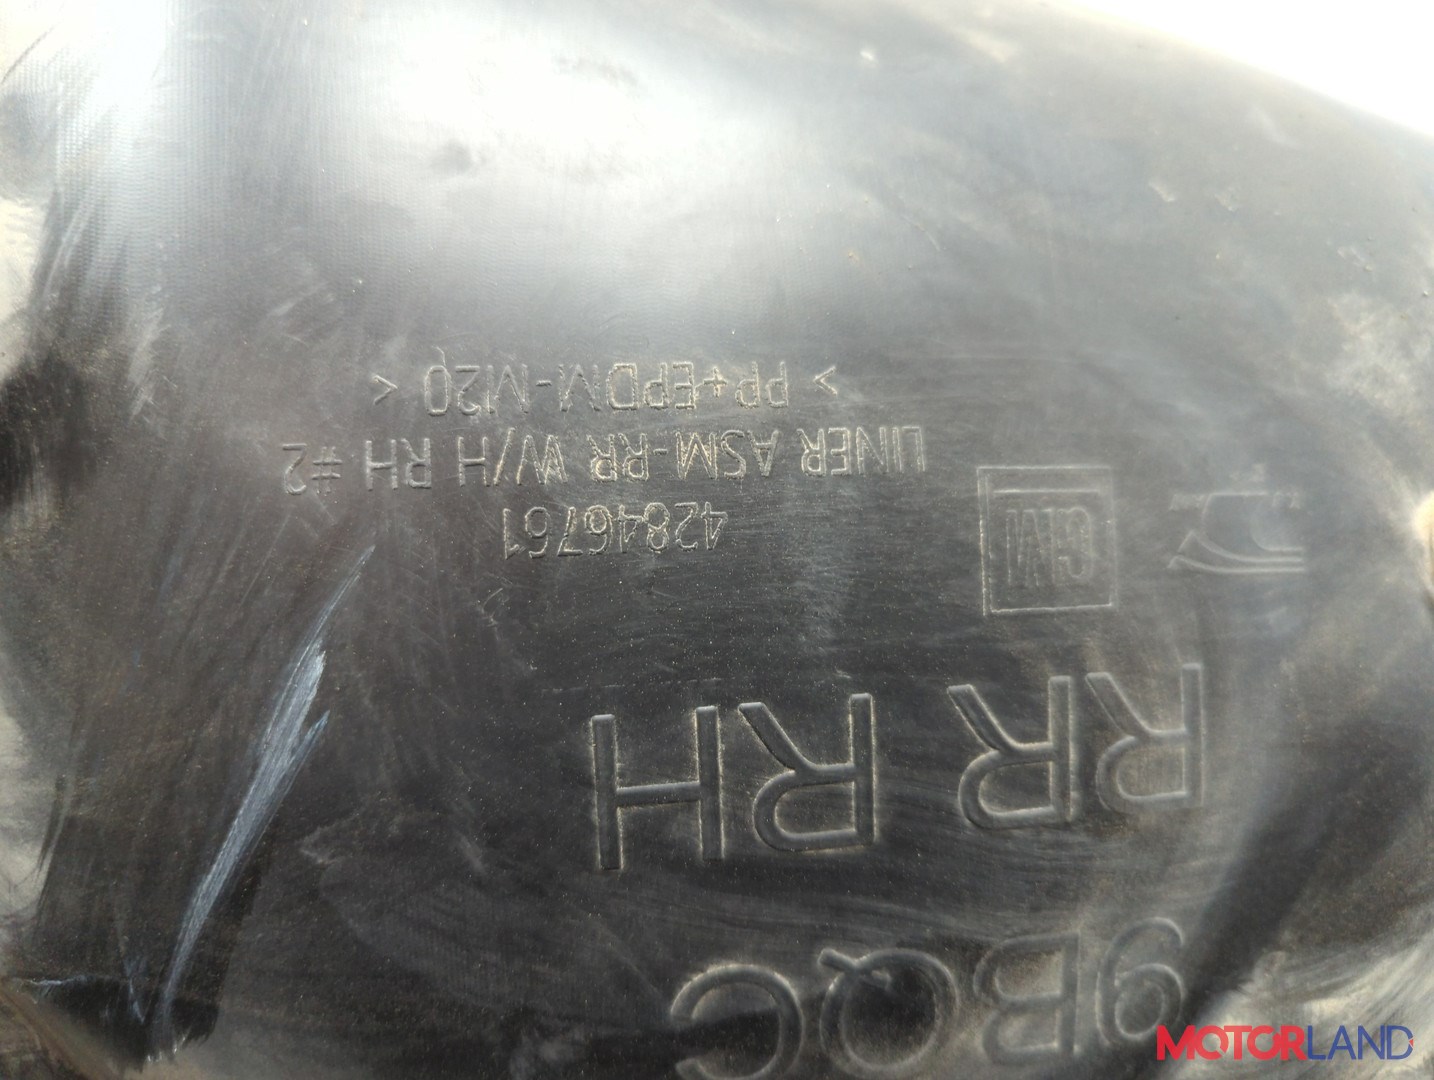 9BQC
RR RH
GM
42846761
LINER ASM-RR W/H RH #2
> PP+EPDM-M20 <
MOTORLAND